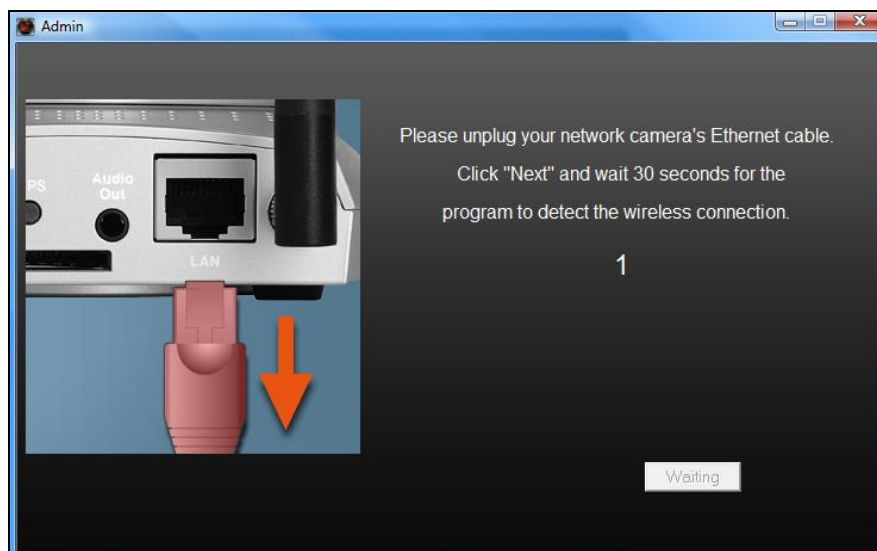 Admin
PS
Audio
Out
LAN
Please unplug your network camera's Ethernet cable.
Click "Next" and wait 30 seconds for the
program to detect the wireless connection.
1
Waiting